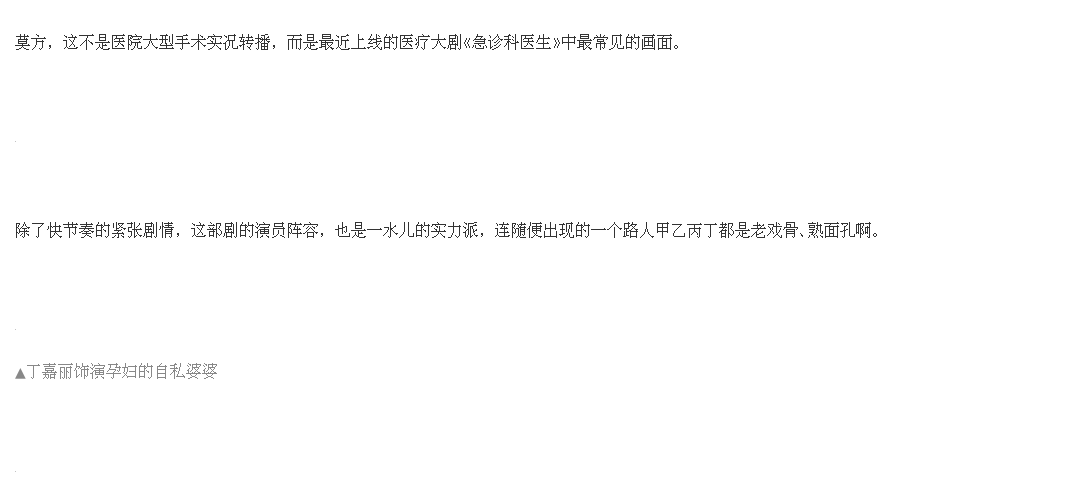 莫方，这不是医院大型手术实况转播，而是最近上线的医疗大剧《急诊科医生》中最常见的画面。
除了快节奏的紧张剧情，这部剧的演员阵容，也是一水儿的实力派，连随便出现的一个路人甲乙丙丁都是老戏骨、熟面孔啊。
▲丁嘉丽饰演孕妇的自私婆婆